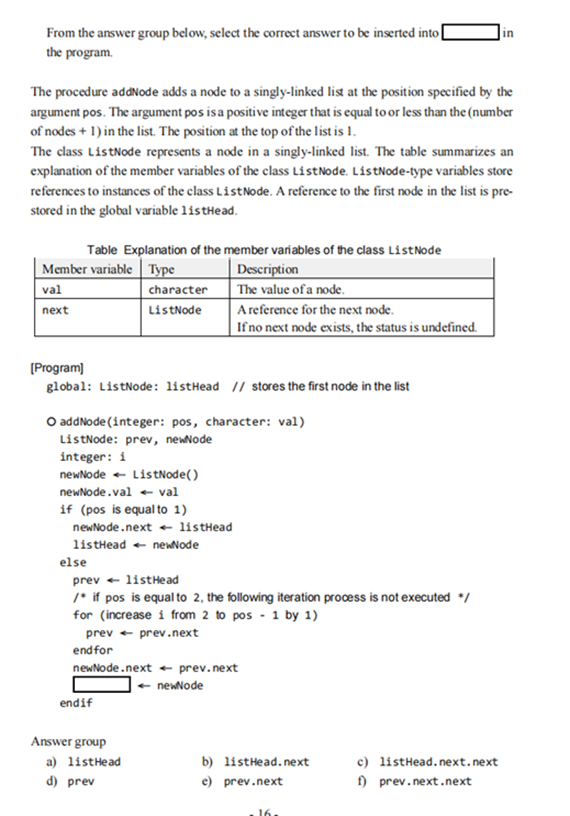 From the answer group below, select the correct answer to be inserted into in
the program.
The procedure addNode adds a node to a singly-linked list at the position specified by the
argument pos. The argument pos is a positive integer that is equal to or less than the (number
of nodes + 1) in the list. The position at the top of the list is 1.
The class ListNode represents a node in a singly-linked list. The table summarizes an
explanation of the member variables of the class ListNode. ListNode-type variables store
references to instances of the class ListNode. A reference to the first node in the list is pre-
stored in the global variable listHead.
Table Explanation of the member variables of the class ListNode
Member variable Type Description
val character The value of a node.
next ListNode A reference for the next node.
If no next node exists, the status is undefined.
[Program]
global: ListNode: listHead // stores the first node in the list
○ addNode(integer: pos, character: val)
ListNode: prev, newNode
integer: i
newNode ← ListNode()
newNode.val ← val
if (pos is equal to 1)
newNode.next ← listHead
listHead ← newNode
else
prev ← listHead
/* if pos is equal to 2, the following iteration process is not executed */
for (increase i from 2 to pos - 1 by 1)
prev ← prev.next
endfor
newNode.next ← prev.next
← newNode
endif
Answer group
a) listHead b) listHead.next c) listHead.next.next
d) prev e) prev.next f) prev.next.next
- 16 -